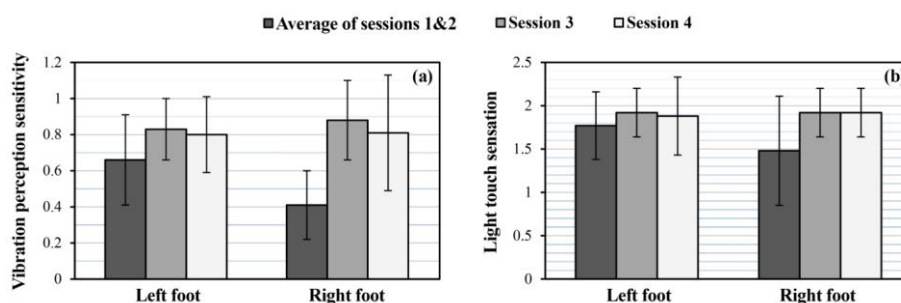 Average of sessions 1&2 Session 3 Session 4
1.2
1
0.8
0.6
0.4
0.2
0
Vibration perception sensitivity
(a)
Left foot Right foot
2.5
2
1.5
1
0.5
0
Light touch sensation
(b)
Left foot Right foot